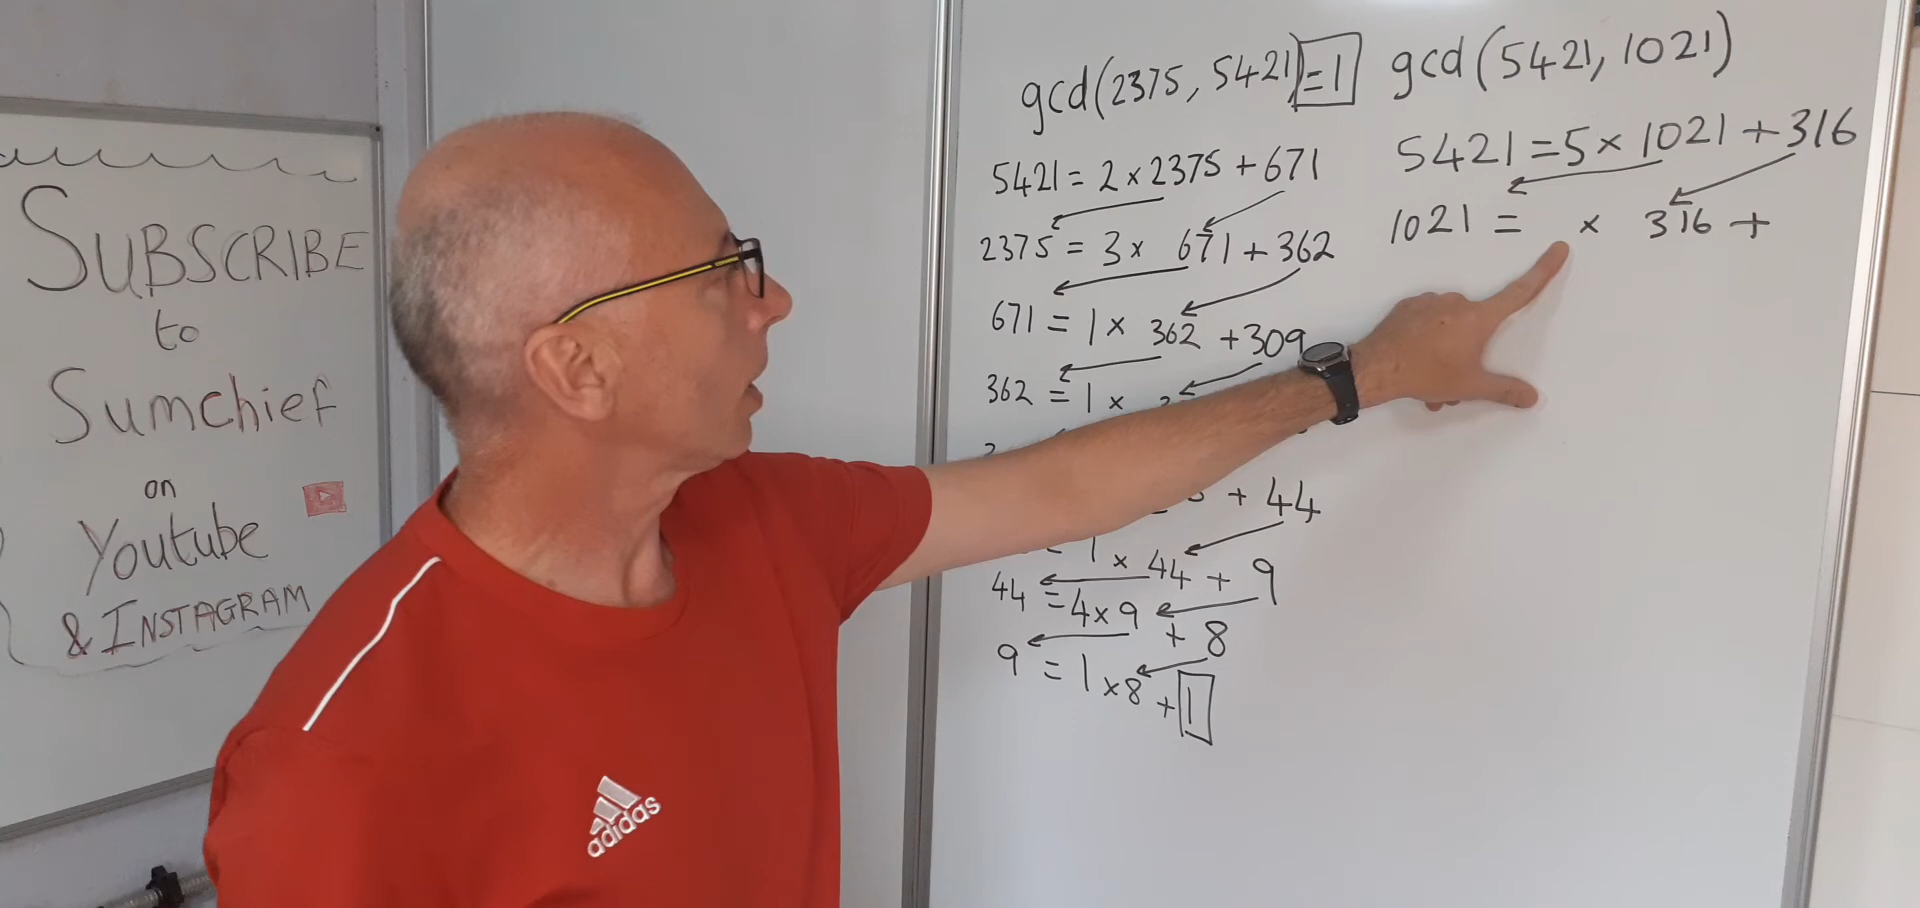 SUBSCRIBE
to
Sumchief
on
Youtube
& INSTAGRAM
adidas
gcd(2375, 5421)=1
5421 = 2 × 2375 + 671
2375 = 3 × 671 + 362
671 = 1 × 362 + 309
362 = 1 ×
+ 44
= 1 × 44 + 9
44 = 4 × 9 + 8
9 = 1 × 8 + 1
gcd(5421, 1021)
5421 = 5 × 1021 + 316
1021 = × 316 +